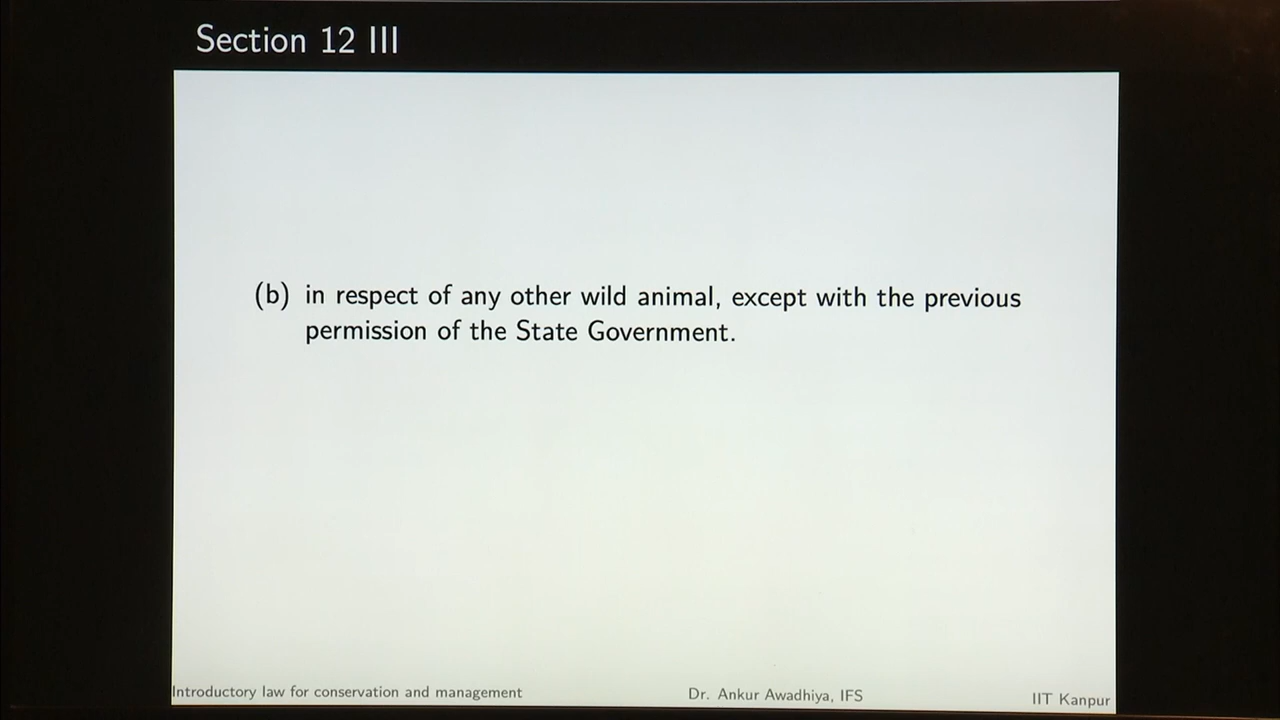 Section 12 III
(b) in respect of any other wild animal, except with the previous
permission of the State Government.
Introductory law for conservation and management
Dr. Ankur Awadhiya, IFS
IIT Kanpur